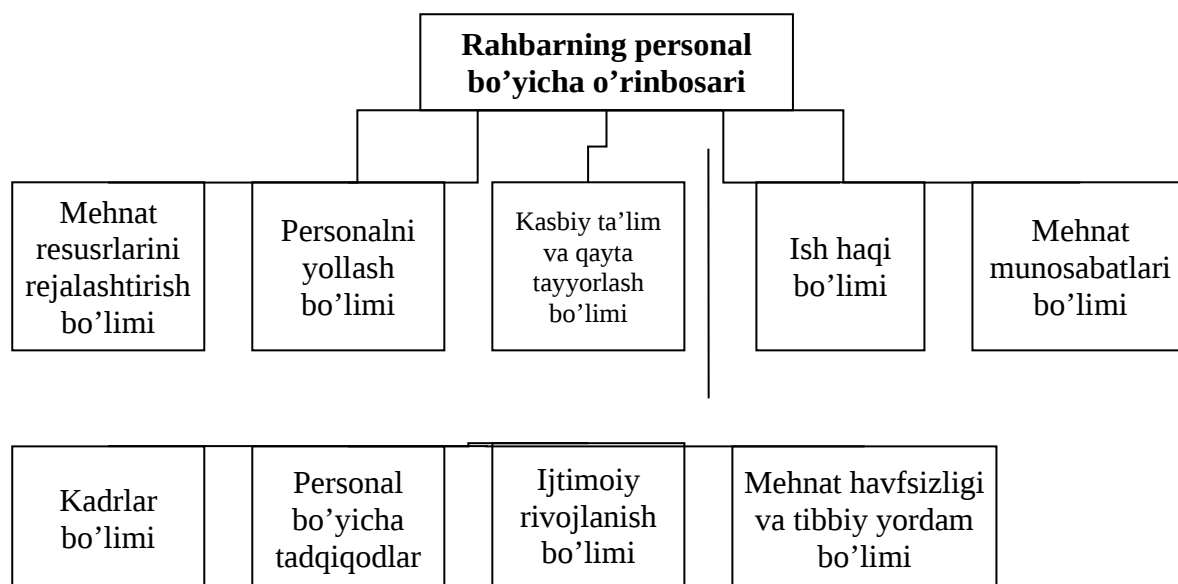 Rahbarning personal
bo’yicha o’rinbosari
Mehnat
resusrlarini
rejalashtirish
bo’limi
Personalni
yollash
bo’limi
Kasbiy ta’lim
va qayta
tayyorlash
bo’limi
Ish haqi
bo’limi
Mehnat
munosabatlari
bo’limi
Kadrlar
bo’limi
Personal
bo’yicha
tadqiqodlar
Ijtimoiy
rivojlanish
bo’limi
Mehnat havfsizligi
va tibbiy yordam
bo’limi